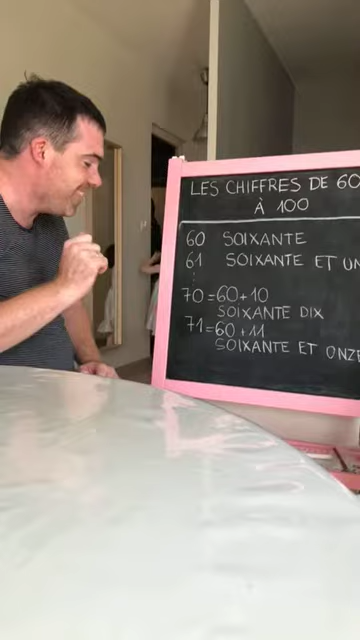 LES CHIFFRES DE 60
À 100
60 SOIXANTE
61 SOIXANTE ET UN
70 = 60 + 10
SOIXANTE DIX
71 = 60 + 11
SOIXANTE ET ONZE